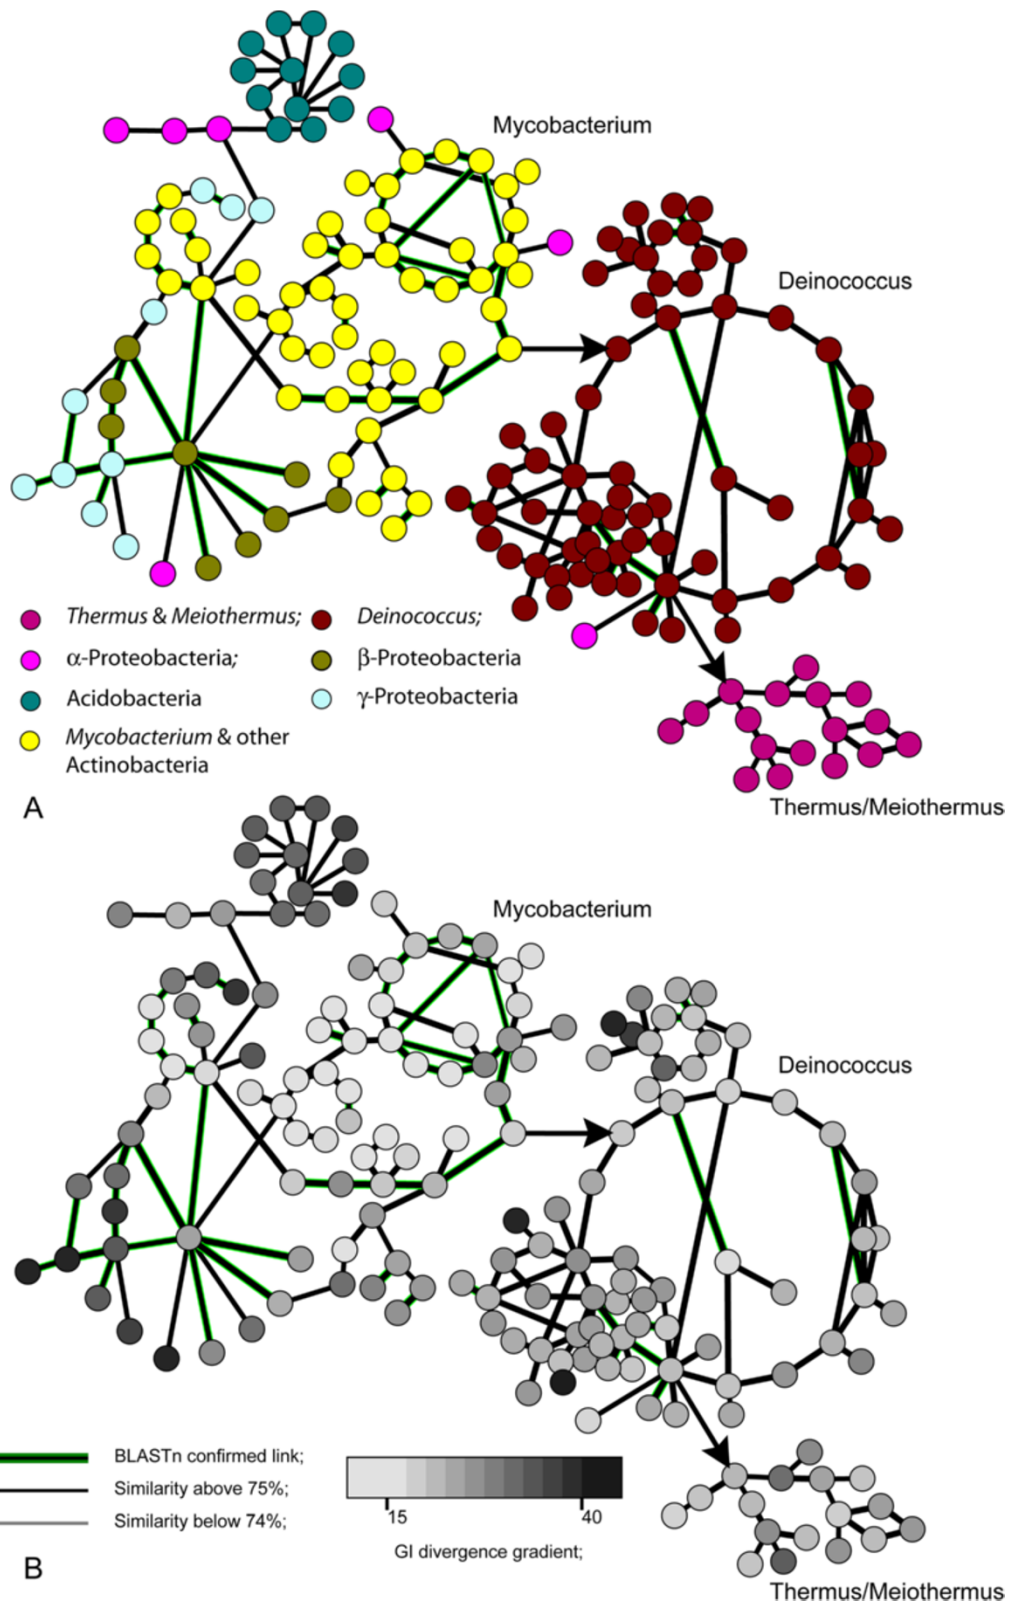 Mycobacterium
Deinococcus
Thermus & Meiothermus; Deinococcus;
α-Proteobacteria; β-Proteobacteria
Acidobacteria γ-Proteobacteria
Mycobacterium & other
Actinobacteria
A
Thermus/Meiothermus
Mycobacterium
Deinococcus
BLASTn confirmed link;
Similarity above 75%;
Similarity below 74%;
15 40
GI divergence gradient;
B
Thermus/Meiothermus